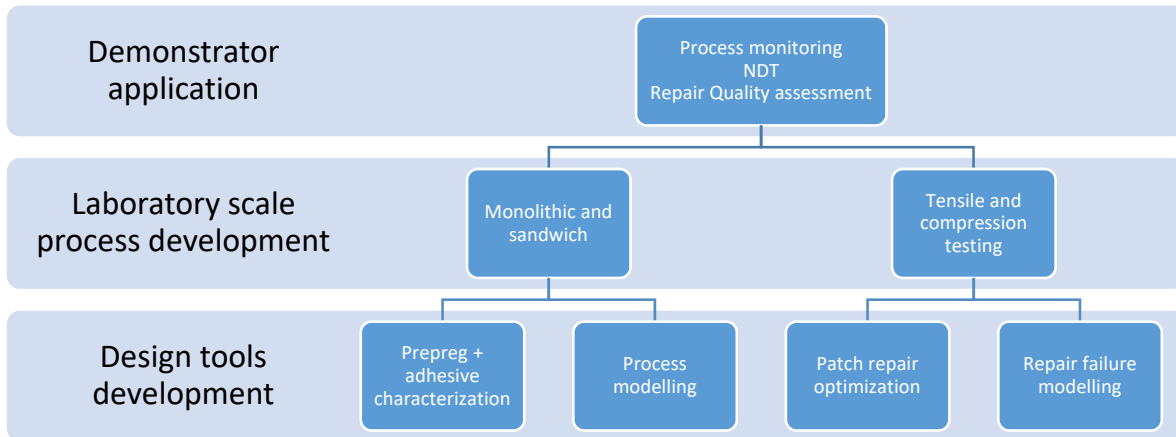 Demonstrator
application
Process monitoring
NDT
Repair Quality assessment
Laboratory scale
process development
Monolithic and
sandwich
Tensile and
compression
testing
Design tools
development
Prepreg +
adhesive
characterization
Process
modelling
Patch repair
optimization
Repair failure
modelling